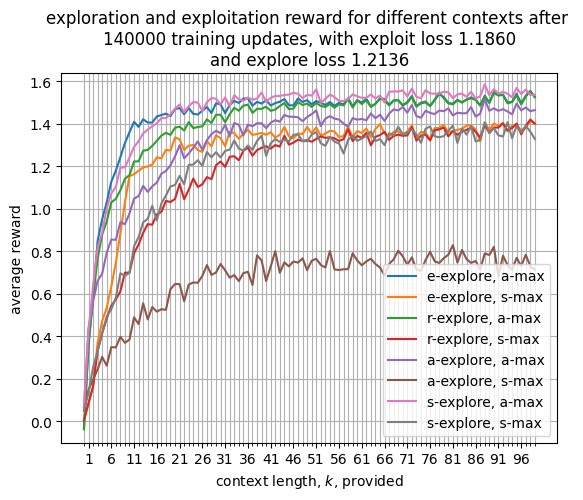 exploration and exploitation reward for different contexts after
140000 training updates, with exploit loss 1.1860
and explore loss 1.2136
1.6
1.4
1.2
1.0
0.8
0.6
0.4
0.2
0.0
average reward
e-explore, a-max
e-explore, s-max
r-explore, a-max
r-explore, s-max
a-explore, a-max
a-explore, s-max
s-explore, a-max
s-explore, s-max
1 6 11 16 21 26 31 36 41 46 51 56 61 66 71 76 81 86 91 96
context length, k, provided